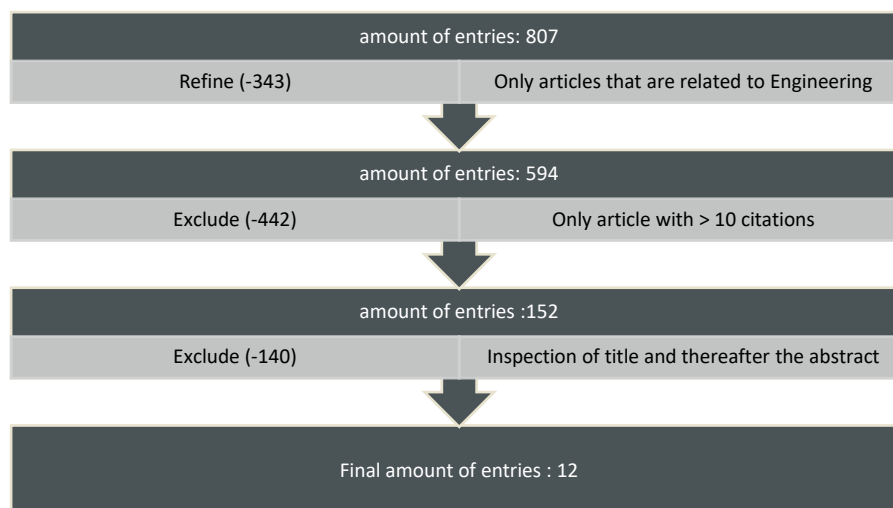 amount of entries: 807
Refine (-343)
Only articles that are related to Engineering
amount of entries: 594
Exclude (-442)
Only article with > 10 citations
amount of entries :152
Exclude (-140)
Inspection of title and thereafter the abstract
Final amount of entries : 12